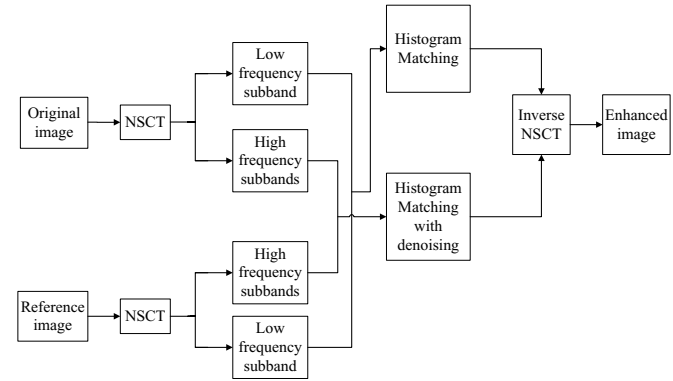 Original
image
NSCT
Low
frequency
subband
High
frequency
subbands
Reference
image
NSCT
High
frequency
subbands
Low
frequency
subband
Histogram
Matching
Histogram
Matching
with
denoising
Inverse
NSCT
Enhanced
image